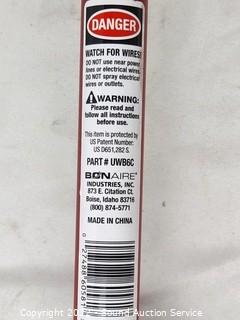 DANGER
WATCH FOR WIRES!
DO NOT use near power
lines or electrical wires.
DO NOT spray electrical
wires or outlets.
WARNING:
Please read and
follow all instructions
before use.
This item is protected by
US Patent Number:
US D651,282 S.
PART# UWB6C
BONAIRE
INDUSTRIES, INC.
873 E. Citation Ct.
Boise, Idaho 83716
(800) 874-5771
MADE IN CHINA
Sound Auction Service